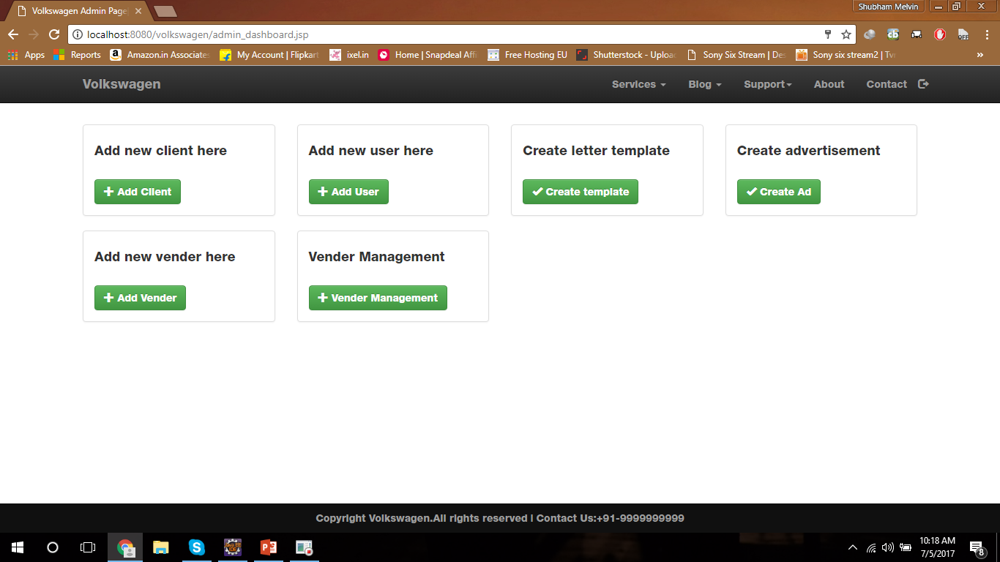 Volkswagen Admin Page
Shubham Melvin
localhost:8080/volkswagen/admin_dashboard.jsp
Apps Reports Amazon.in Associates My Account | Flipkart ixel.in Home | Snapdeal Affi Free Hosting EU Shutterstock - Uploa Sony Six Stream | Des Sony six stream2 | Tv
Volkswagen Services Blog Support About Contact
Add new client here Add new user here Create letter template Create advertisement
Add Client Add User Create template Create Ad
Add new vender here Vender Management
Add Vender Vender Management
Copyright Volkswagen.All rights reserved | Contact Us:+91-9999999999
10:18 AM
7/5/2017
8